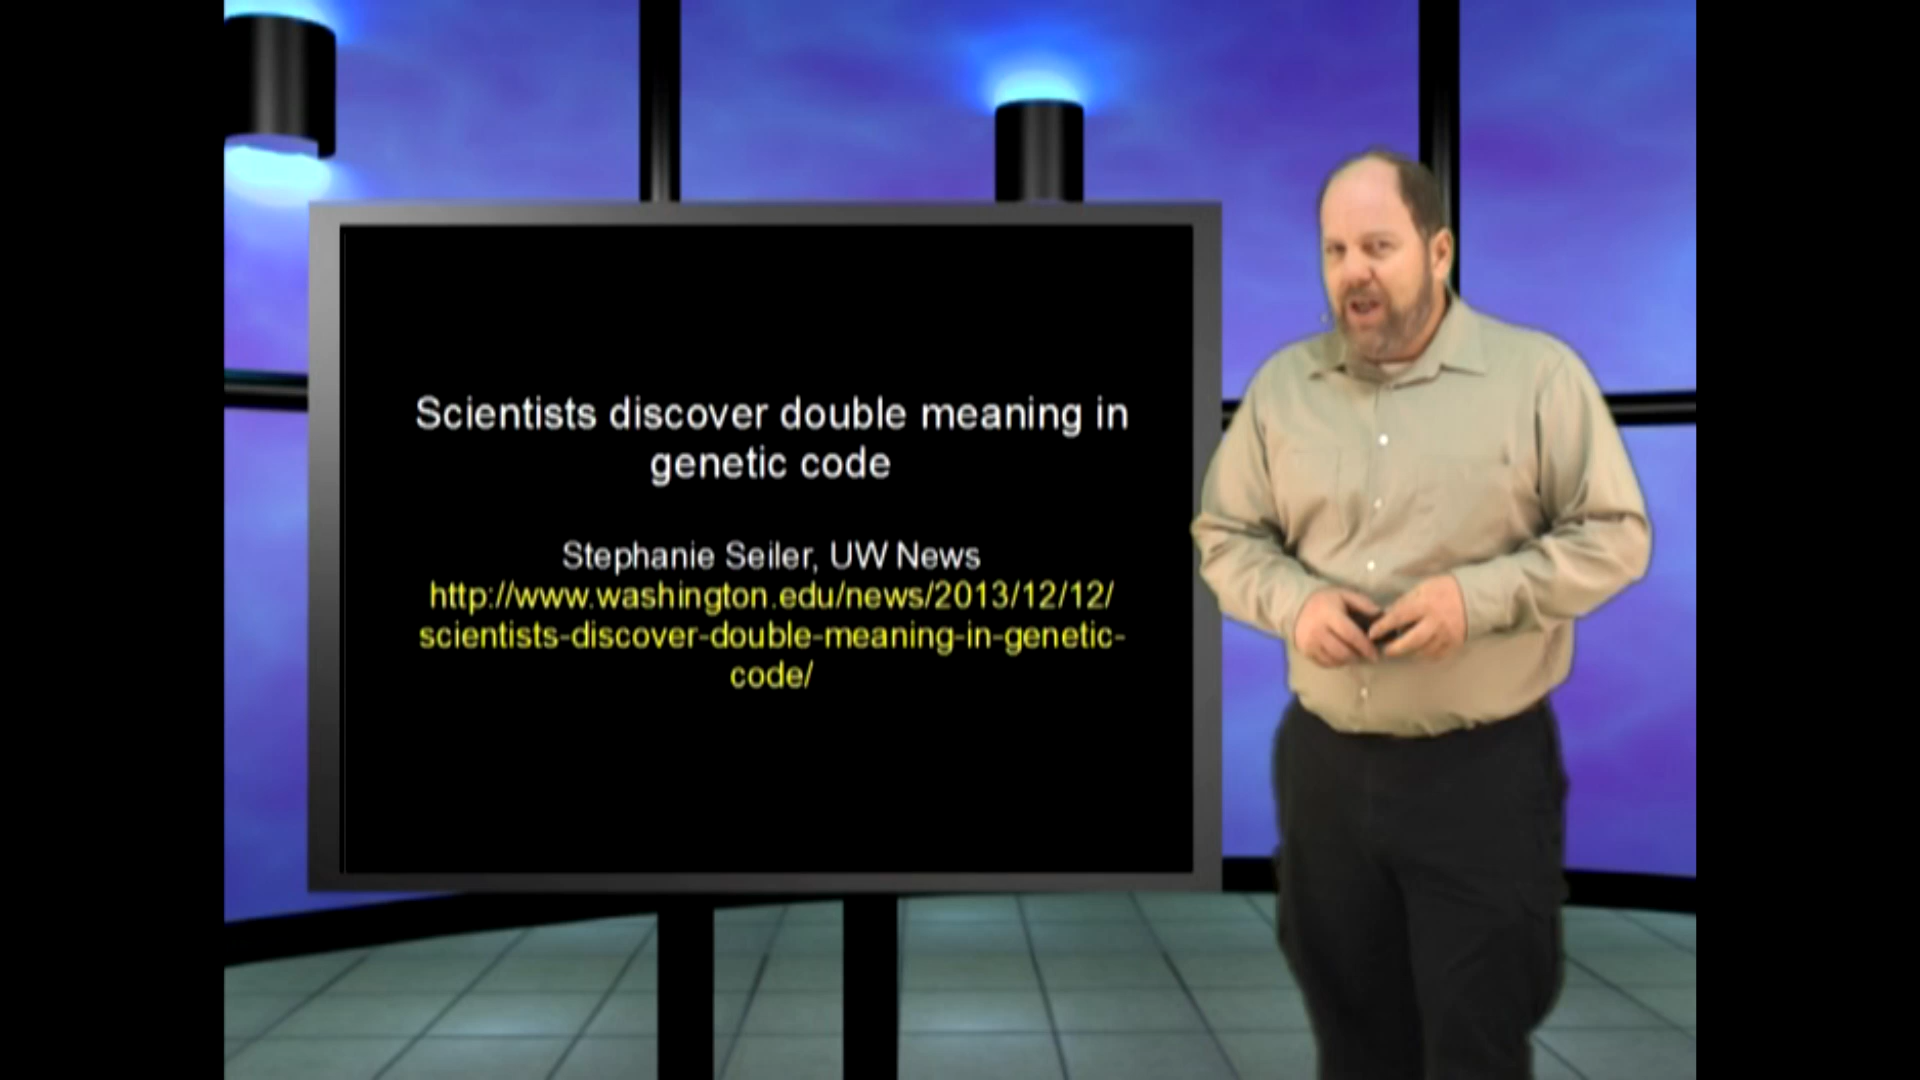 Scientists discover double meaning in
genetic code
Stephanie Seiler, UW News
http://www.washington.edu/news/2013/12/12/
scientists-discover-double-meaning-in-genetic-
code/